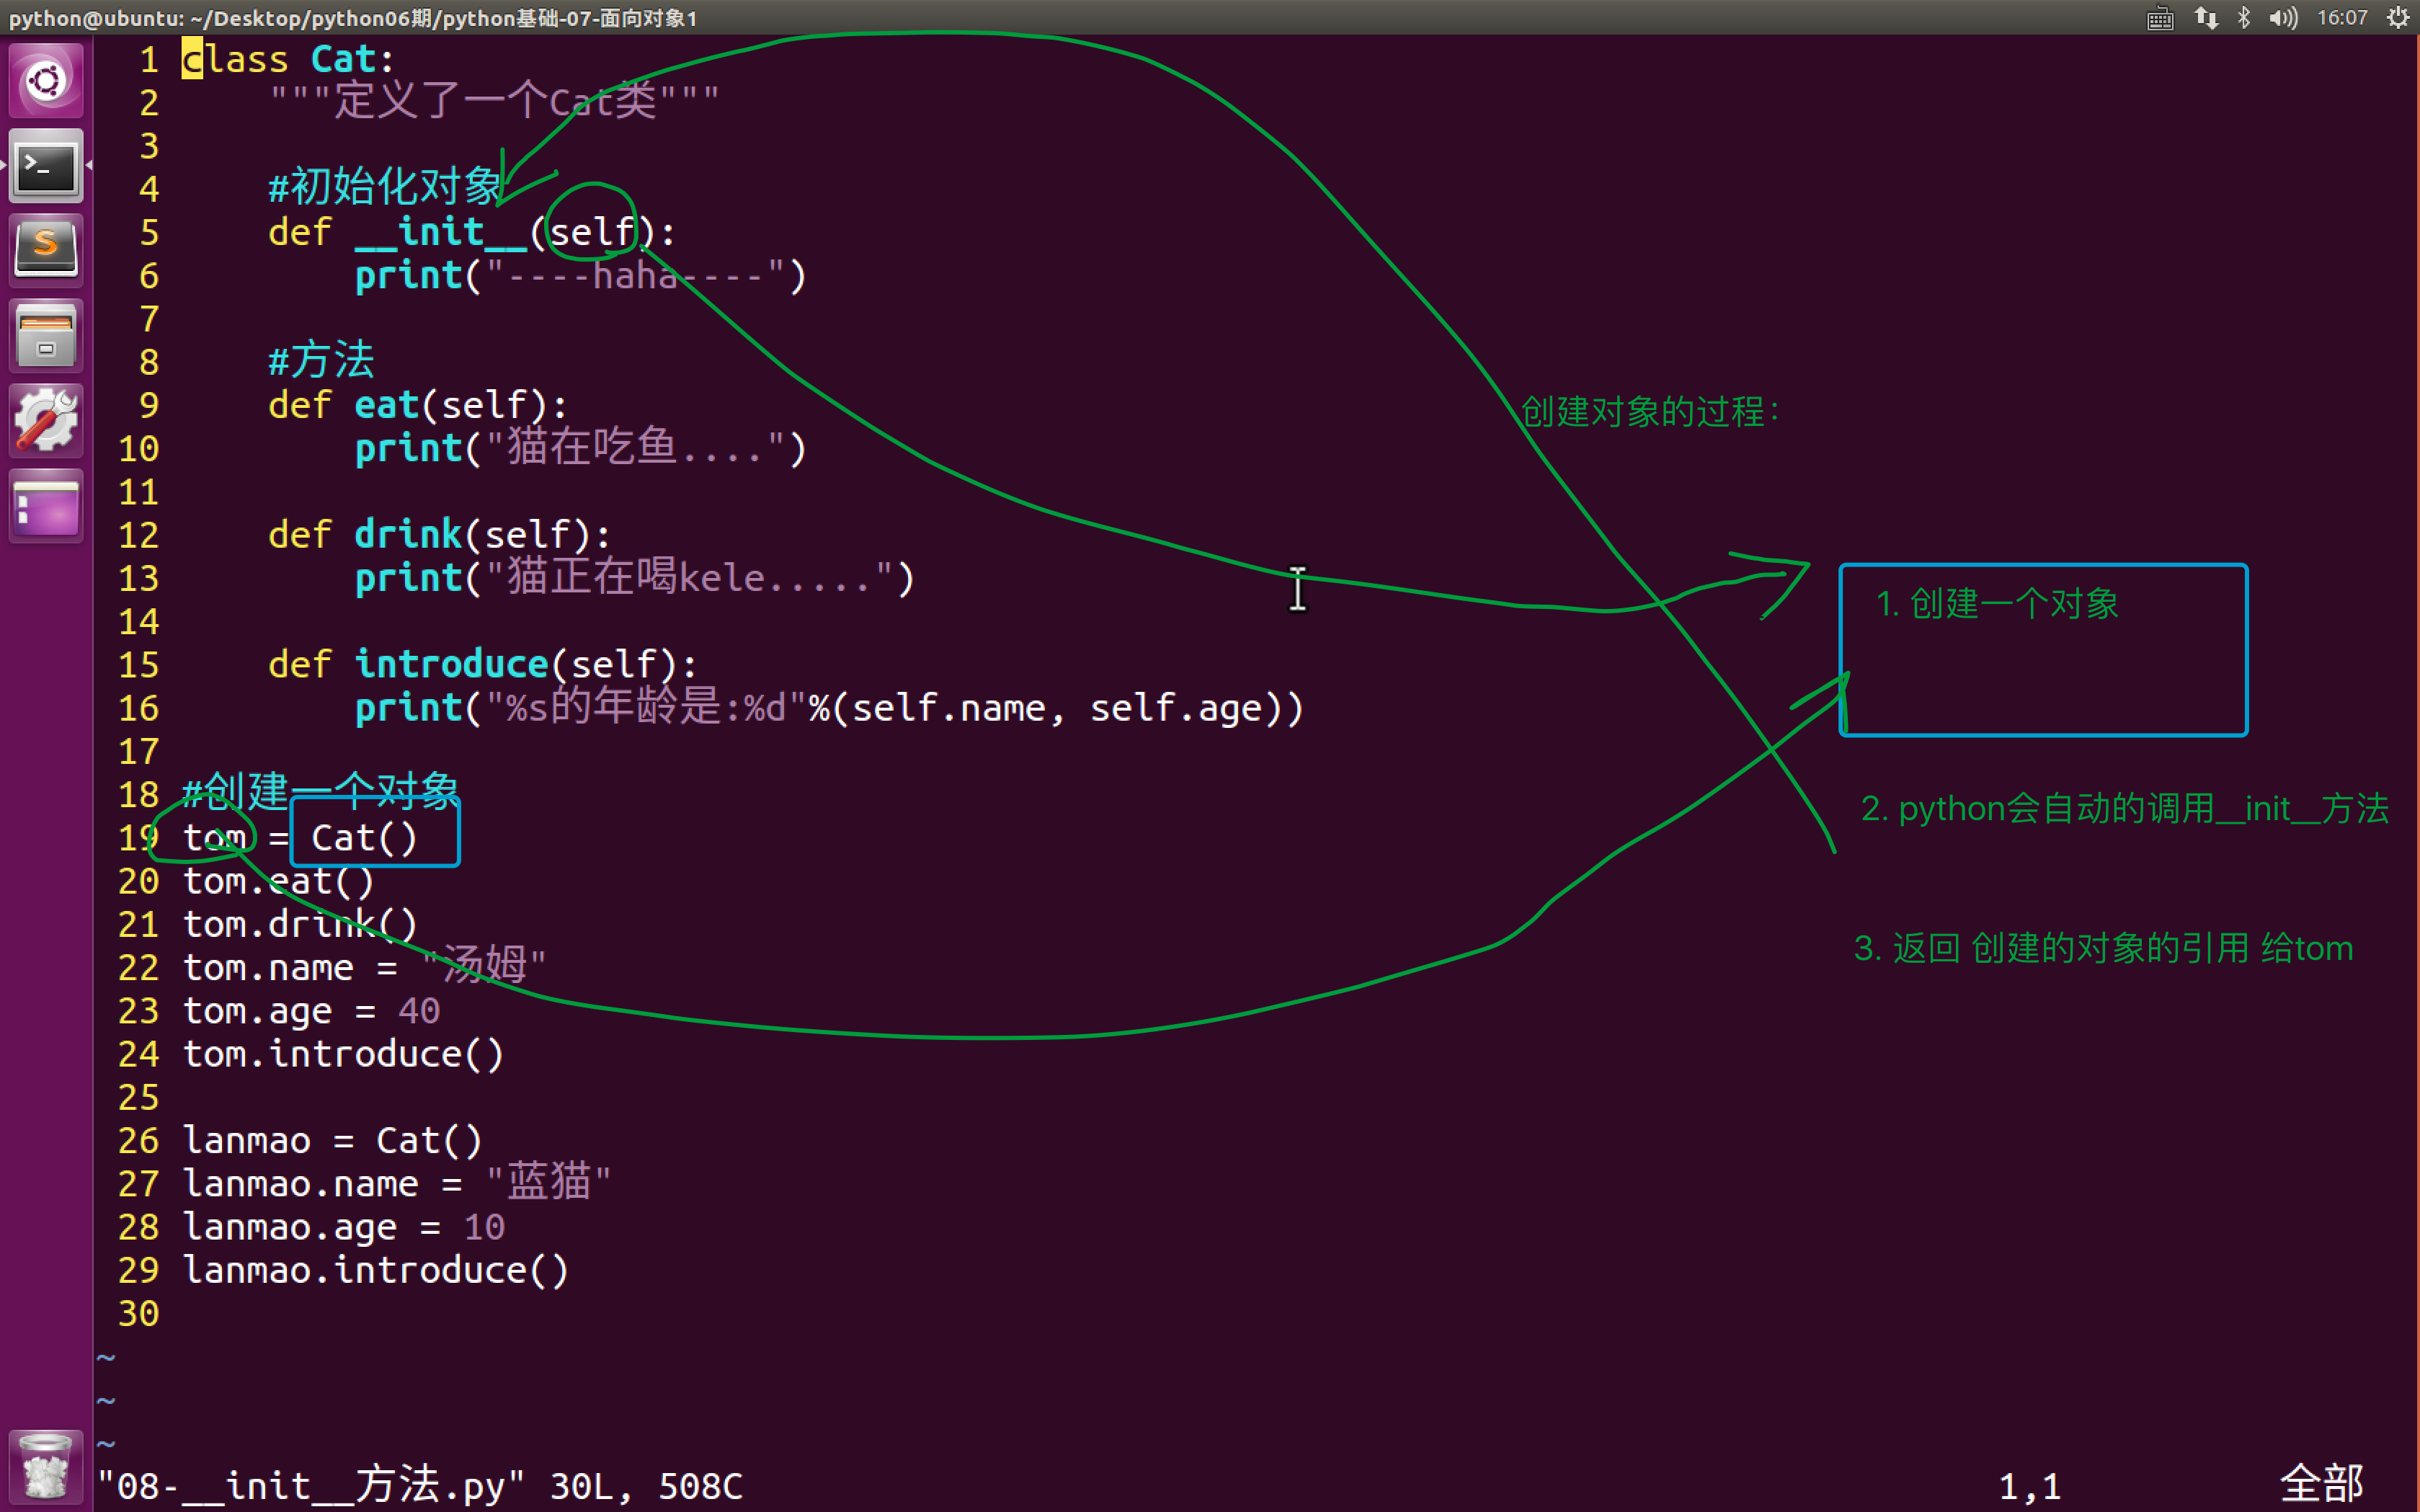 python@ubuntu: ~/Desktop/python06期/python基础-07-面向对象1
16:07
1 class Cat:
2     """定义了一个Cat类"""
3
4     #初始化对象
5     def __init__(self):
6         print("----haha----")
7
8     #方法
9     def eat(self):
10         print("猫在吃鱼....")
11
12     def drink(self):
13         print("猫正在喝kele.....")
14
15     def introduce(self):
16         print("%s的年龄是:%d"%(self.name, self.age))
17
18 #创建一个对象
19 tom = Cat()
20 tom.eat()
21 tom.drink()
22 tom.name = "汤姆"
23 tom.age = 40
24 tom.introduce()
25
26 lanmao = Cat()
27 lanmao.name = "蓝猫"
28 lanmao.age = 10
29 lanmao.introduce()
30
~
~
~
"08-__init__方法.py" 30L, 508C
1,1
全部
创建对象的过程:
1. 创建一个对象
2. python会自动的调用__init__方法
3. 返回 创建的对象的引用 给tom